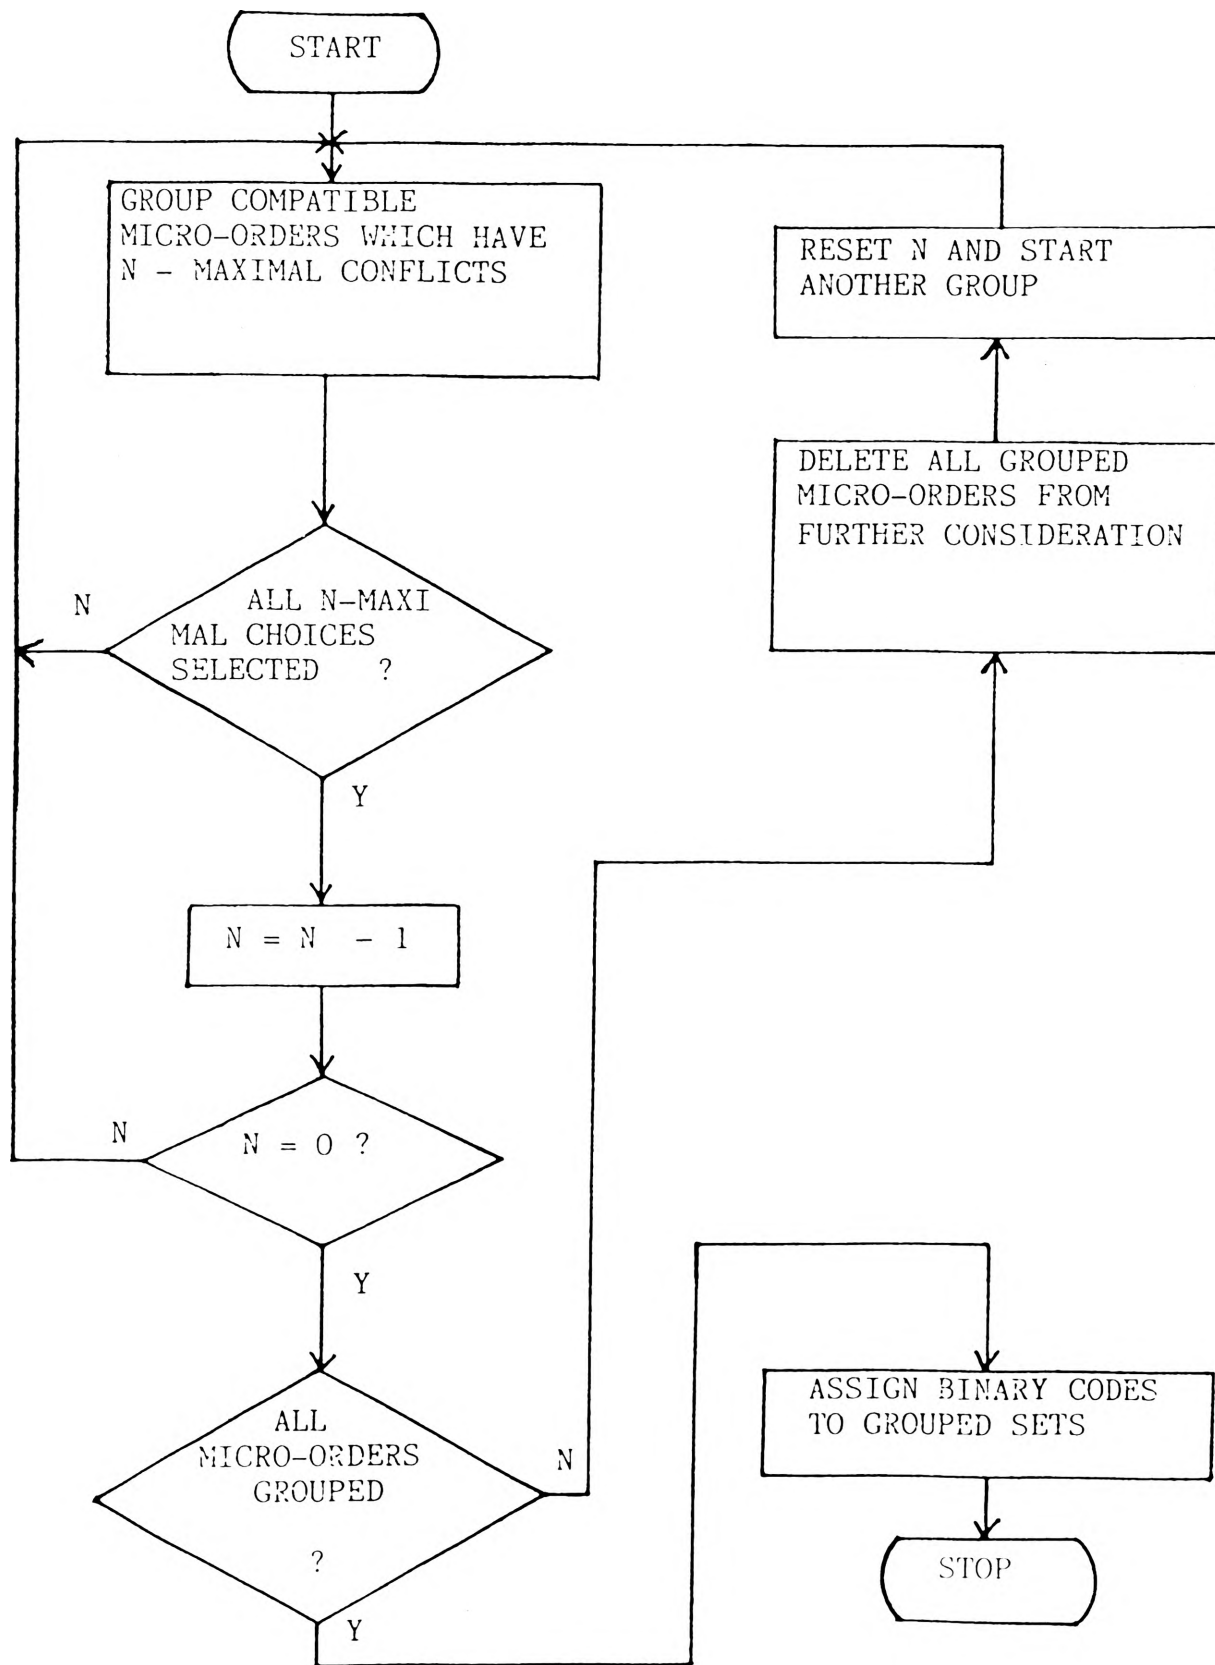 START
GROUP COMPATIBLE
MICRO-ORDERS WHICH HAVE
N - MAXIMAL CONFLICTS
RESET N AND START
ANOTHER GROUP
DELETE ALL GROUPED
MICRO-ORDERS FROM
FURTHER CONSIDERATION
N
ALL N-MAXI
MAL CHOICES
SELECTED ?
Y
N = N - 1
N
N = 0 ?
Y
ALL
MICRO-ORDERS
GROUPED
?
N
Y
ASSIGN BINARY CODES
TO GROUPED SETS
STOP